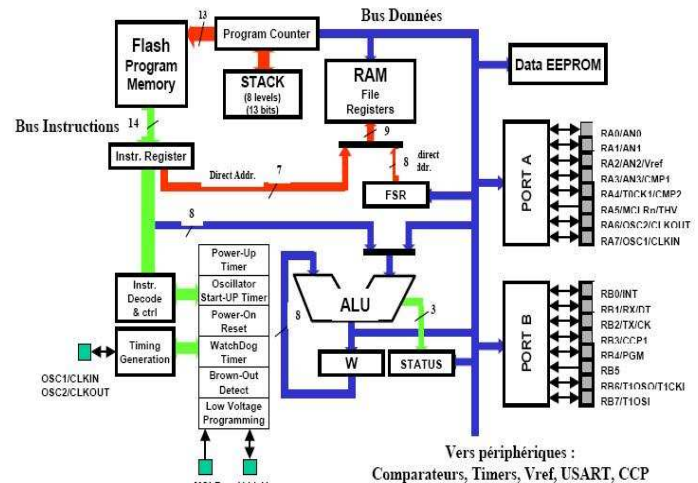 Bus Données
13
Program Counter
Flash
Program
Memory
STACK
(8 levels)
(13 bits)
RAM
File
Registers
Data EEPROM
Bus Instructions
14
9
Instr. Register
Direct Addr.
7
8
direct
ddr.
FSR
PORT A
RA0/AN0
RA1/AN1
RA2/AN2/Vref
RA3/AN3/CMP1
RA4/T0CK1/CMP2
RA5/MCLRn/THV
RA6/OSC2/CLKOUT
RA7/OSC1/CLKIN
8
Power-Up
Timer
Oscillator
Start-UP Timer
Power-On
Reset
WatchDog
Timer
Brown-Out
Detect
Low Voltage
Programming
Instr.
Decode
& ctrl
Timing
Generation
OSC1/CLKIN
OSC2/CLKOUT
8
ALU
3
W
STATUS
PORT B
RB0/INT
RB1/RX/DT
RB2/TX/CK
RB3/CCP1
RB4/PGM
RB5
RB6/T1OSO/T1CKI
RB7/T1OSI
Vers périphériques :
Comparateurs, Timers, Vref, USART, CCP